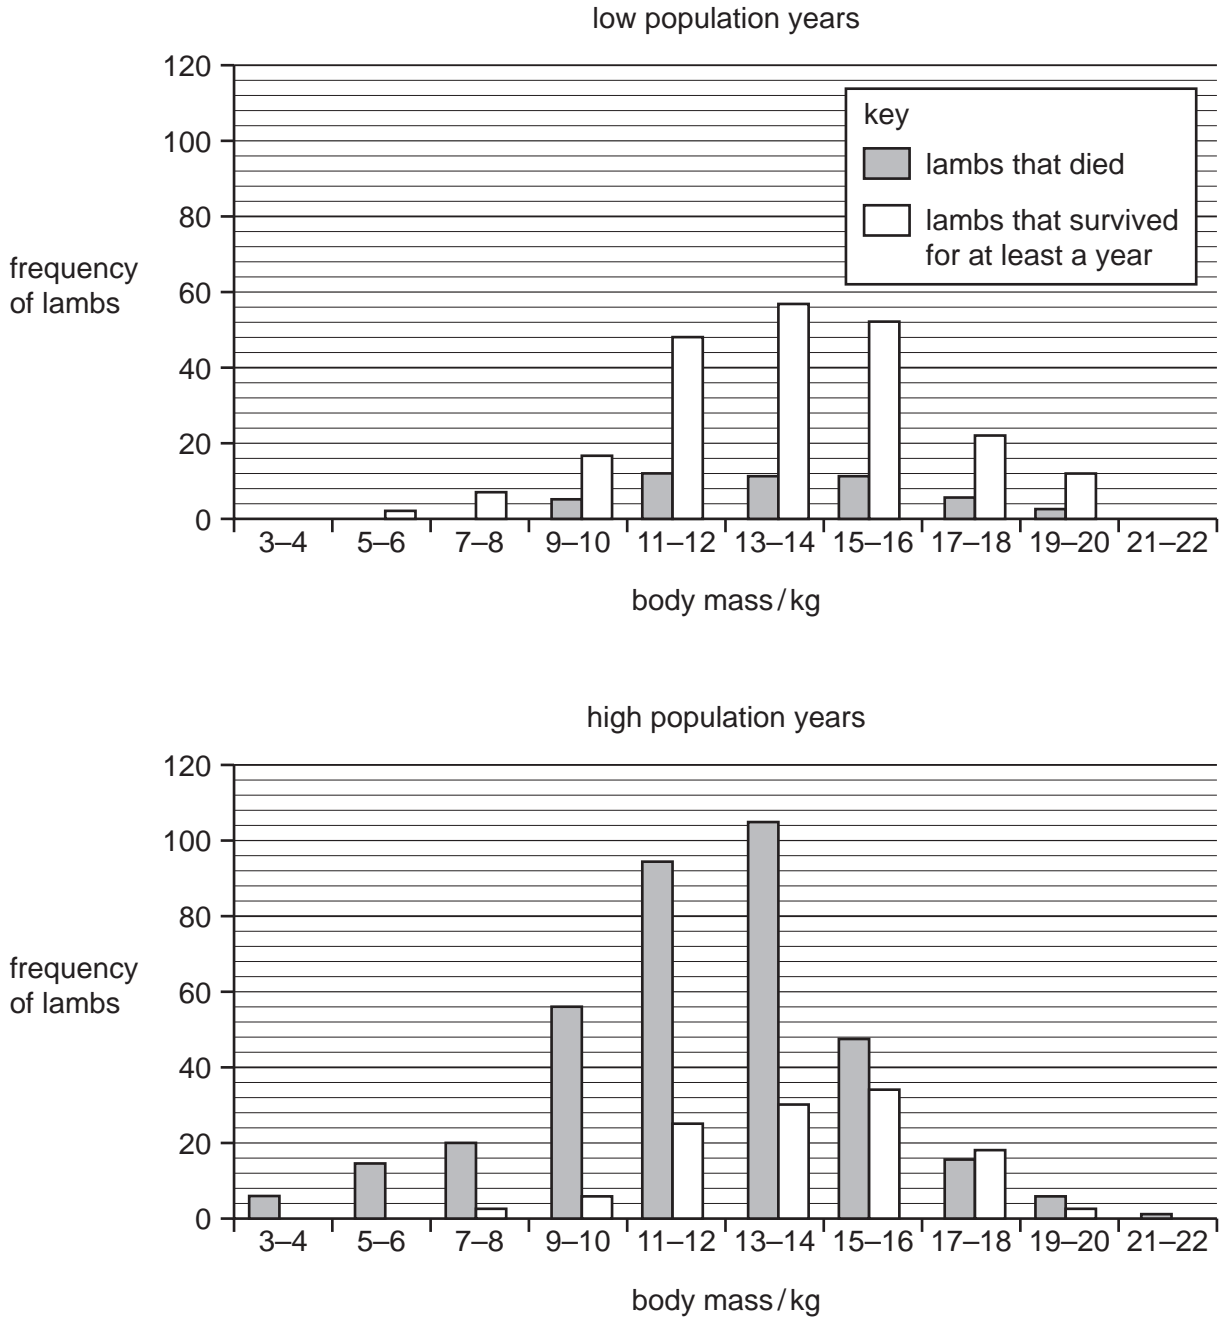 low population years
120
100
80
60
40
20
0
frequency
of lambs
key
lambs that died
lambs that survived
for at least a year
3–4 5–6 7–8 9–10 11–12 13–14 15–16 17–18 19–20 21–22
body mass / kg
high population years
120
100
80
60
40
20
0
frequency
of lambs
3–4 5–6 7–8 9–10 11–12 13–14 15–16 17–18 19–20 21–22
body mass / kg